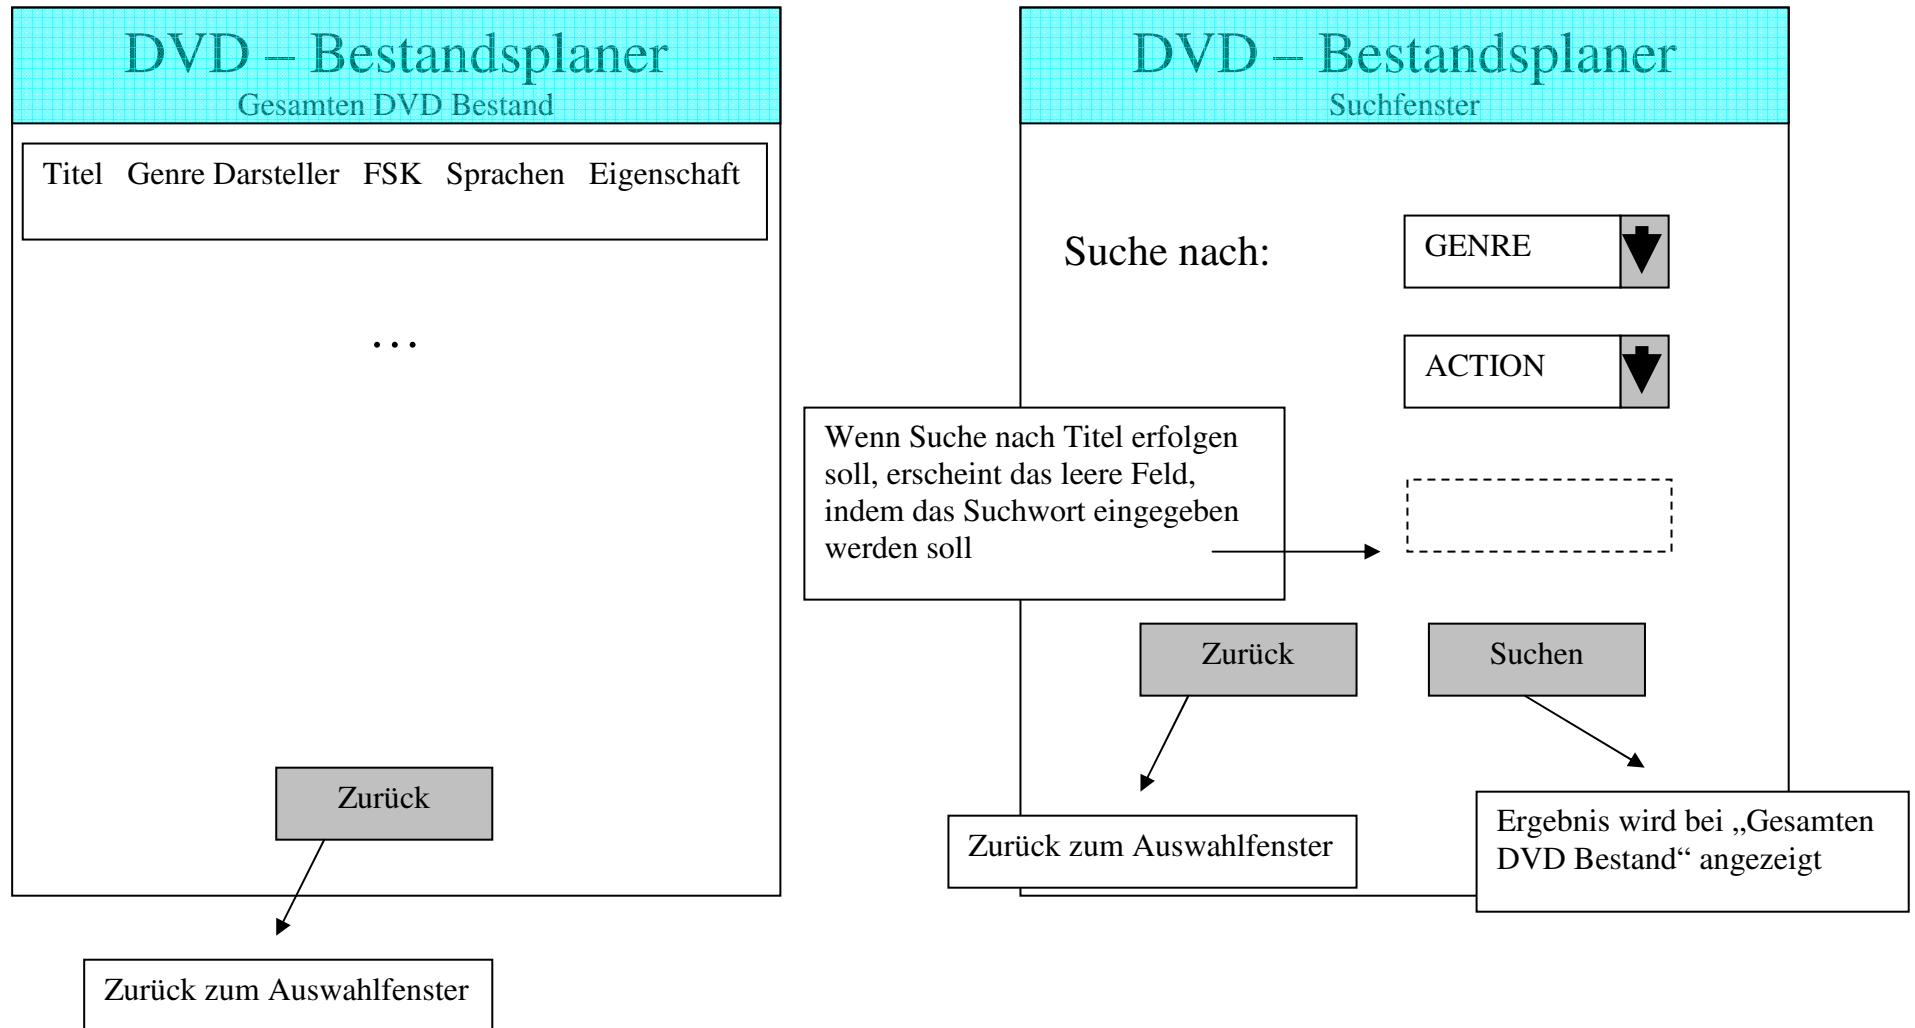 DVD – Bestandsplaner
Gesamten DVD Bestand
Titel Genre Darsteller FSK Sprachen Eigenschaft
...
Zurück
Zurück zum Auswahlfenster
DVD – Bestandsplaner
Suchfenster
Suche nach:
GENRE
ACTION
Wenn Suche nach Titel erfolgen
soll, erscheint das leere Feld,
indem das Suchwort eingegeben
werden soll
Zurück
Suchen
Zurück zum Auswahlfenster
Ergebnis wird bei „Gesamten
DVD Bestand“ angezeigt